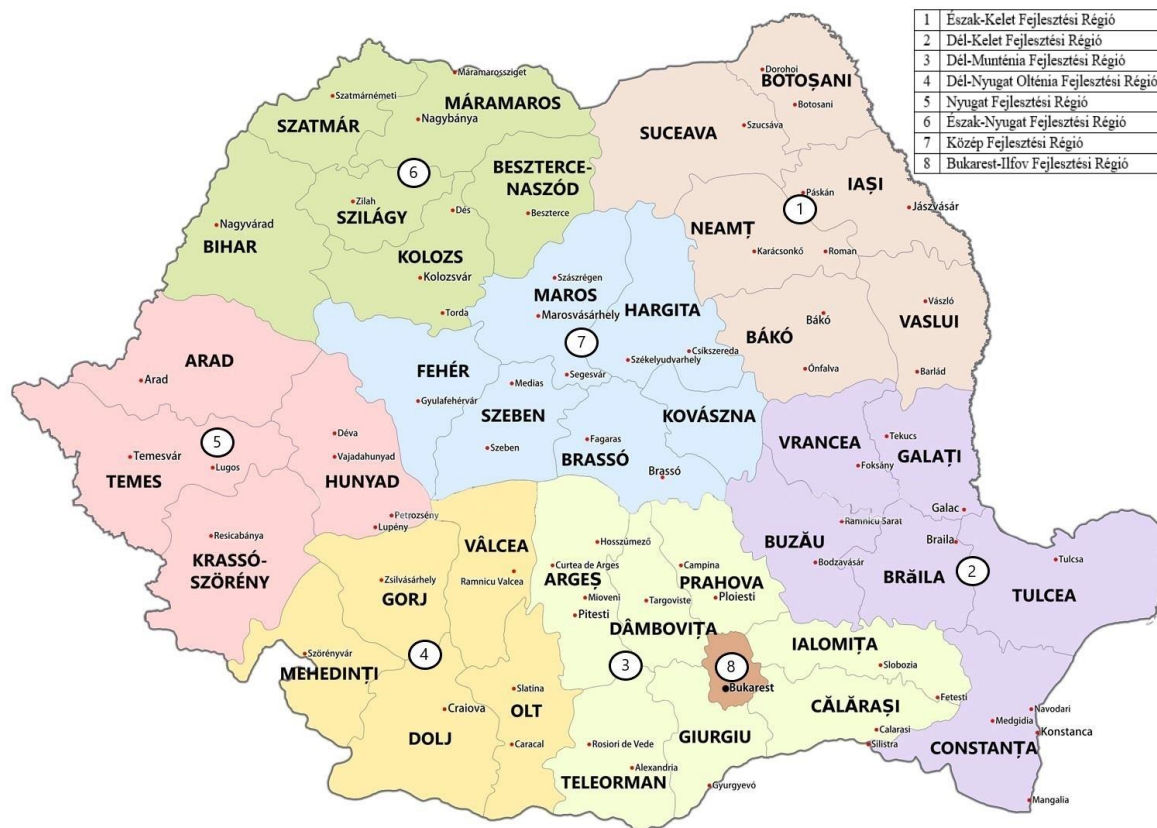 1 Észak-Kelet Fejlesztési Régió
2 Dél-Kelet Fejlesztési Régió
3 Dél-Munténia Fejlesztési Régió
4 Dél-Nyugat Olténia Fejlesztési Régió
5 Nyugat Fejlesztési Régió
6 Észak-Nyugat Fejlesztési Régió
7 Közép Fejlesztési Régió
8 Bukarest-Ilfov Fejlesztési Régió
Máramarossziget
Szatmárnémeti
MÁRAMAROS
Nagybánya
SZATMÁR
6
BESZTERCE-
NASZÓD
Zilah
SZILÁGY
Dés
Beszterce
Nagyvárad
BIHAR
KOLOZS
Kolozsvár
Torda
Dorohoi
BOTOȘANI
Botosani
SUCEAVA
Szucsáva
IAȘI
Páskán
1
Jászvásár
NEAMȚ
Karácsonkő
Roman
Vászló
VASLUI
Bákó
BÁKÓ
Ónfalva
Barlád
Szászrégen
MAROS
Marosvásárhely
HARGITA
7
Csíkszereda
Székelyudvarhely
Segesvár
FEHÉR
Medias
Gyulafehérvár
SZEBEN
Szeben
KOVÁSZNA
Fagaras
BRASSÓ
Brassó
ARAD
Arad
5
Déva
Temesvár
Vajadahunyad
Lugos
TEMES
HUNYAD
Petrozsény
Lupény
Resicabánya
KRASSÓ-
SZÖRÉNY
VRANCEA
Tekucs
GALAȚI
Foksány
Galac
Ramnicu Sarat
BUZĂU
Braila
Bodzavásár
BRăILA
2
Tulcsa
TULCEA
VÂLCEA
Zsilvásárhely
Ramnicu Valcea
GORJ
Szörényvár
4
MEHEDINȚI
Slatina
Craiova
OLT
DOLJ
Caracal
Hosszúmező
Curtea de Arges
Campina
ARGEȘ
PRAHOVA
Mioveni
Targoviste
Ploiesti
Pitesti
DÂMBOVIȚA
IALOMIȚA
3
8
Slobozia
Bukarest
Fetesti
CĂLĂRAȘI
Calarasi
Silistra
GIURGIU
Rosiori de Vede
Alexandria
TELEORMAN
Gyurgyevó
Navodari
Medgidia
Konstanca
CONSTANȚA
Mangalia